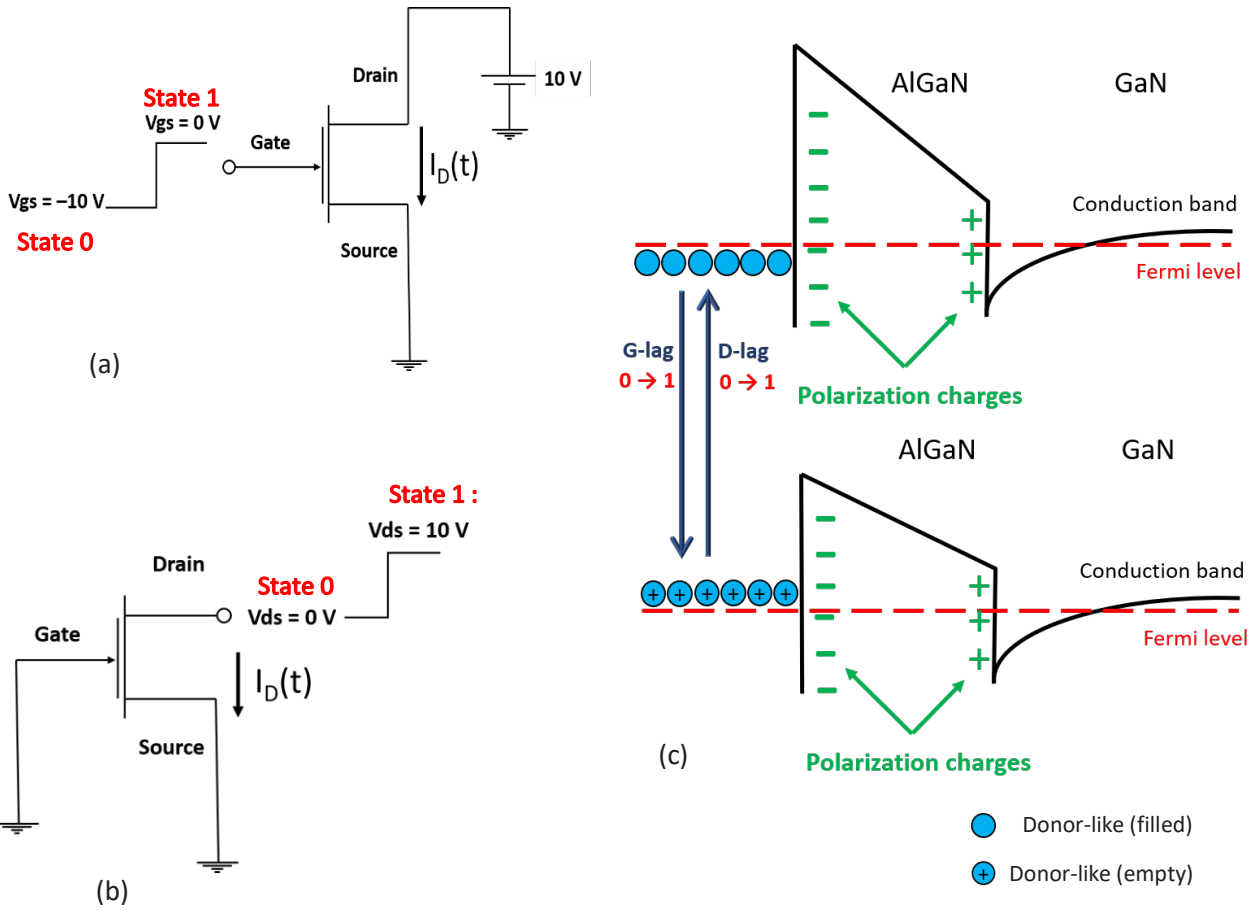 Drain
10 V
State 1
Vgs = 0 V
Gate
I_D(t)
Vgs = –10 V
State 0
Source
(a)
State 1 :
Vds = 10 V
Drain
State 0
Vds = 0 V
Gate
I_D(t)
Source
(b)
AlGaN
GaN
Conduction band
Fermi level
G-lag
0 → 1
D-lag
0 → 1
Polarization charges
AlGaN
GaN
Conduction band
Fermi level
(c)
Polarization charges
Donor-like (filled)
Donor-like (empty)